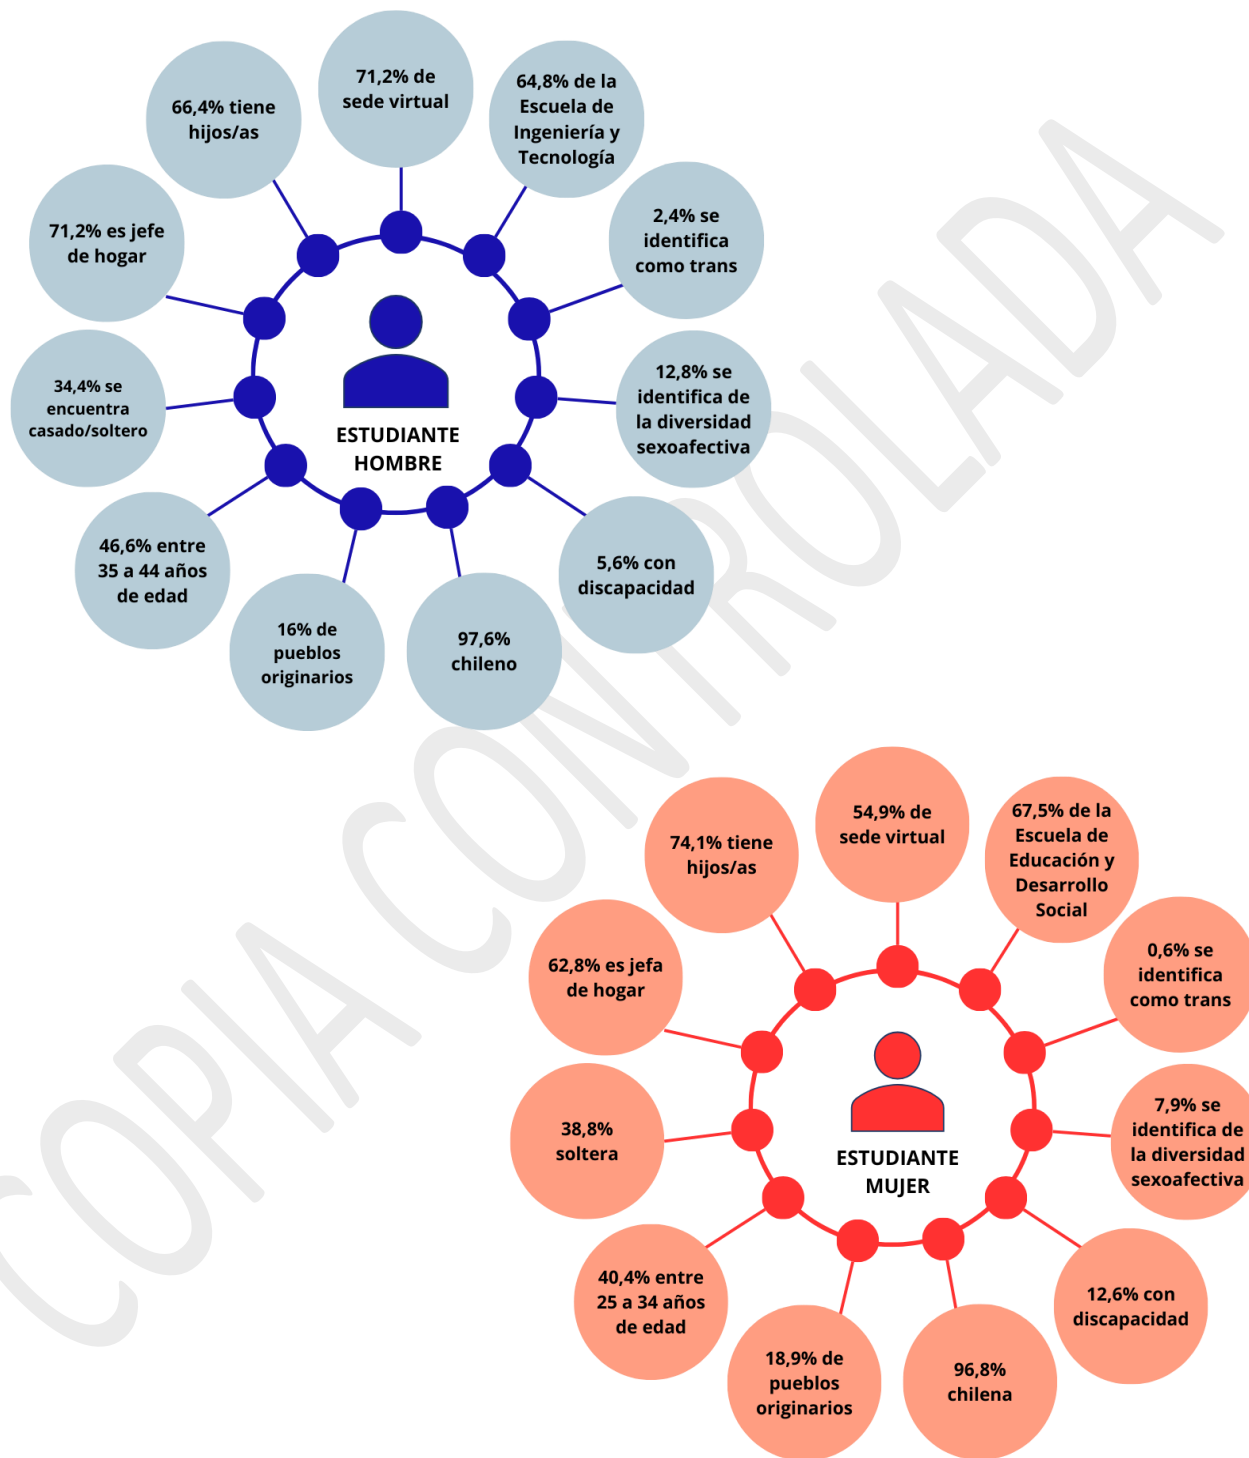 71,2% de
sede virtual
64,8% de la
Escuela de
Ingeniería y
Tecnología
2,4% se
identifica
como trans
12,8% se
identifica de
la diversidad
sexoafectiva
5,6% con
discapacidad
97,6%
chileno
16% de
pueblos
originarios
46,6% entre
35 a 44 años
de edad
34,4% se
encuentra
casado/soltero
71,2% es jefe
de hogar
66,4% tiene
hijos/as
ESTUDIANTE
HOMBRE
54,9% de
sede virtual
67,5% de la
Escuela de
Educación y
Desarrollo
Social
0,6% se
identifica
como trans
7,9% se
identifica de
la diversidad
sexoafectiva
12,6% con
discapacidad
96,8%
chilena
18,9% de
pueblos
originarios
40,4% entre
25 a 34 años
de edad
38,8%
soltera
62,8% es jefa
de hogar
74,1% tiene
hijos/as
ESTUDIANTE
MUJER
COPIA CONTROLADA